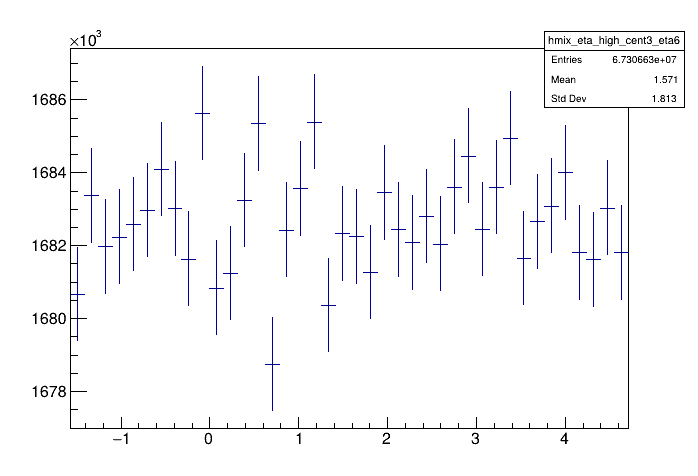 ×10³
hmix_eta_high_cent3_eta6
Entries 6.730663e+07
Mean 1.571
Std Dev 1.813
1686
1684
1682
1680
1678
−1 0 1 2 3 4